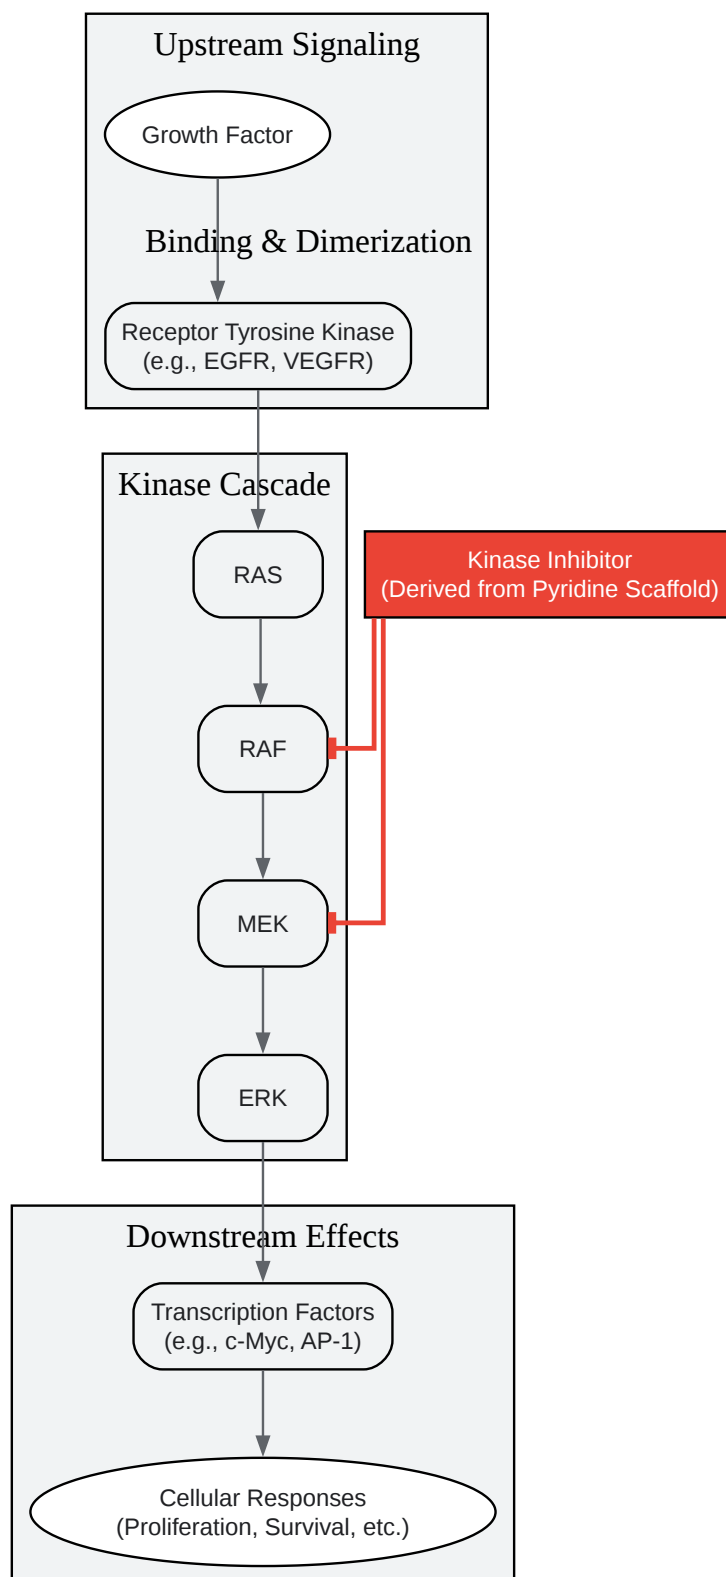 Upstream Signaling
Growth Factor
Binding & Dimerization
Receptor Tyrosine Kinase
(e.g., EGFR, VEGFR)
Kinase Cascade
RAS
Kinase Inhibitor
(Derived from Pyridine Scaffold)
RAF
MEK
ERK
Downstream Effects
Transcription Factors
(e.g., c-Myc, AP-1)
Cellular Responses
(Proliferation, Survival, etc.)